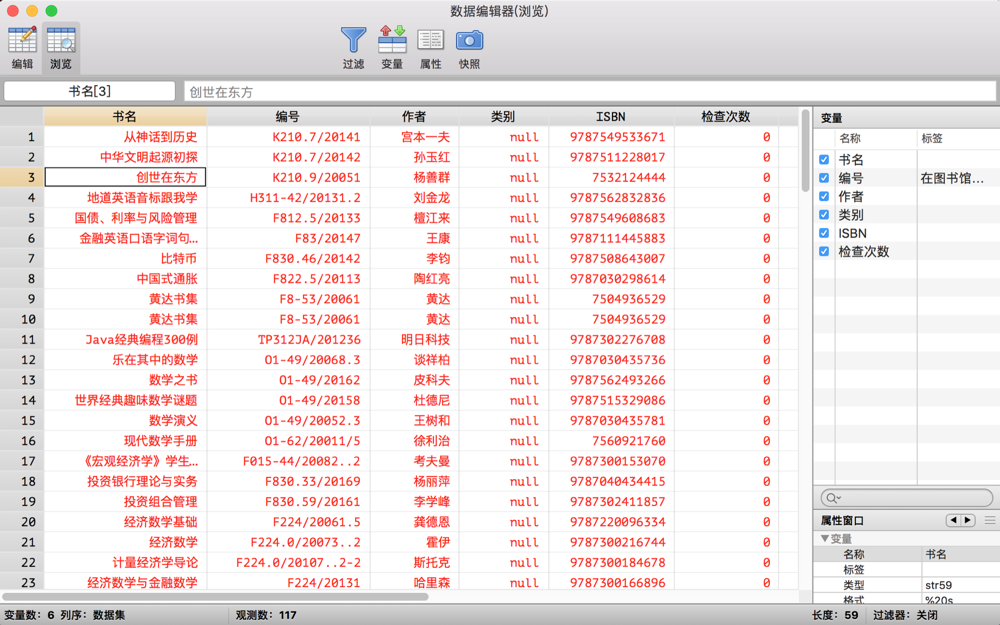 数据编辑器(浏览)
编辑 浏览 过滤 变量 属性 快照
书名[3] 创世在东方
书名 编号 作者 类别 ISBN 检查次数
1 从神话到历史 K210.7/20141 宫本一夫 null 9787549533671 0
2 中华文明起源初探 K210.7/20142 孙玉红 null 9787511228017 0
3 创世在东方 K210.9/20051 杨善群 null 7532124444 0
4 地道英语音标跟我学 H311-42/20131.2 刘金龙 null 9787562832836 0
5 国债、利率与风险管理 F812.5/20133 檀江来 null 9787549608683 0
6 金融英语口语字词句... F83/20147 王康 null 9787111445883 0
7 比特币 F830.46/20142 李钧 null 9787508643007 0
8 中国式通胀 F822.5/20113 陶红亮 null 9787030298614 0
9 黄达书集 F8-53/20061 黄达 null 7504936529 0
10 黄达书集 F8-53/20061 黄达 null 7504936529 0
11 Java经典编程300例 TP312JA/201236 明日科技 null 9787302276708 0
12 乐在其中的数学 O1-49/20068.3 谈祥柏 null 9787030435736 0
13 数学之书 O1-49/20162 皮科夫 null 9787562493266 0
14 世界经典趣味数学谜题 O1-49/20158 杜德尼 null 9787515329086 0
15 数学演义 O1-49/20052.3 王树和 null 9787030435781 0
16 现代数学手册 O1-62/20011/5 徐利治 null 7560921760 0
17 《宏观经济学》学生... F015-44/20082..2 考夫曼 null 9787300153070 0
18 投资银行理论与实务 F830.33/20169 杨丽萍 null 9787040434415 0
19 投资组合管理 F830.59/20161 李学峰 null 9787302411857 0
20 经济数学基础 F224/20061.5 龚德恩 null 9787220096334 0
21 经济数学 F224.0/20073..2 霍伊 null 9787300216744 0
22 计量经济学导论 F224.0/20107..2-2 斯托克 null 9787300184678 0
23 经济数学与金融数学 F224/20131 哈里森 null 9787300166896 0
变量
名称 标签
书名
编号 在图书馆...
作者
类别
ISBN
检查次数
属性窗口
变量
名称 书名
标签
类型 str59
格式 %20s
变量数: 6 列序: 数据集 观测数: 117 长度: 59 过滤器: 关闭